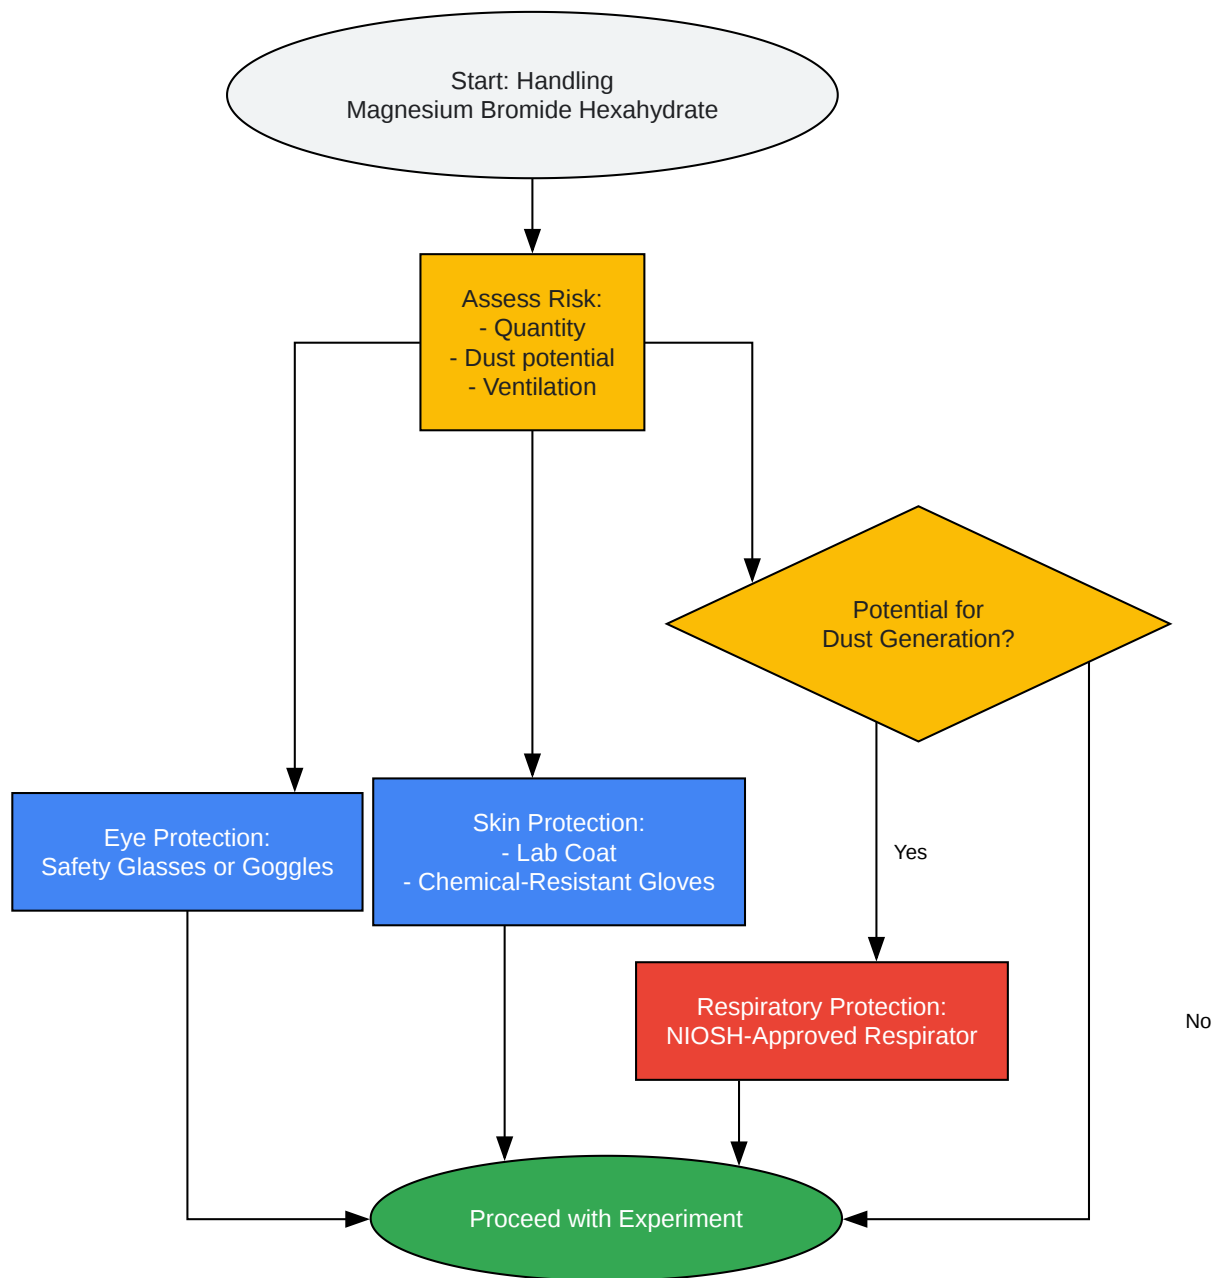 Start: Handling
Magnesium Bromide Hexahydrate
Assess Risk:
- Quantity
- Dust potential
- Ventilation
Potential for
Dust Generation?
Eye Protection:
Safety Glasses or Goggles
Skin Protection:
- Lab Coat
- Chemical-Resistant Gloves
Yes
Respiratory Protection:
NIOSH-Approved Respirator
No
Proceed with Experiment